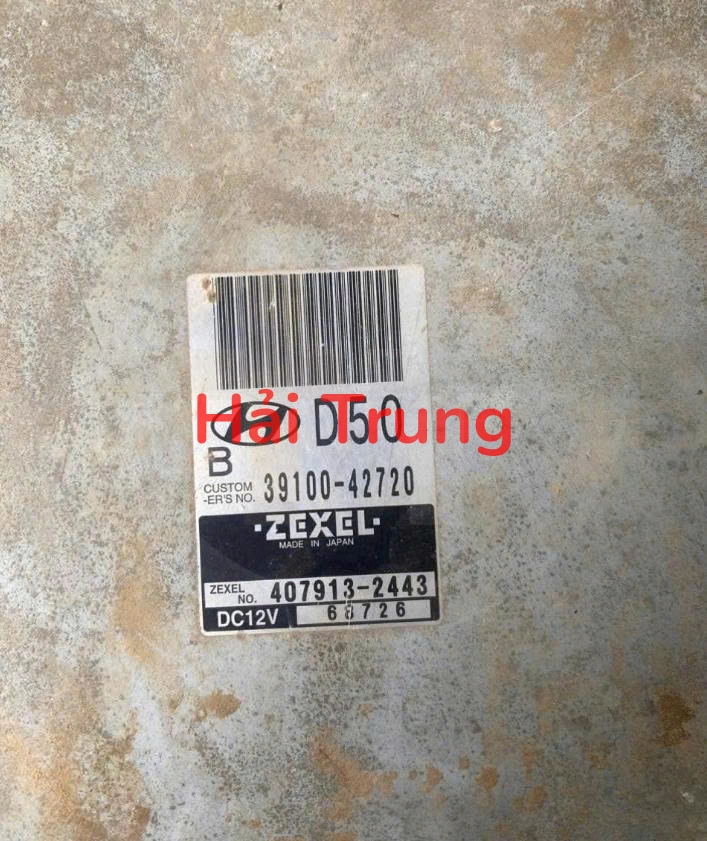 D50
Hải Trung
B
CUSTOM
-ER'S NO. 39100-42720
·ZEXEL·
MADE IN JAPAN
ZEXEL
NO. 407913-2443
DC12V 68726